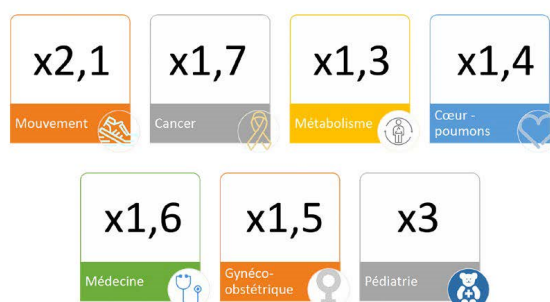 x2,1
x1,7
x1,3
x1,4
Mouvement
Cancer
Métabolisme
Cœur -
poumons
x1,6
x1,5
x3
Médecine
Gynéco-
obstétrique
Pédiatrie